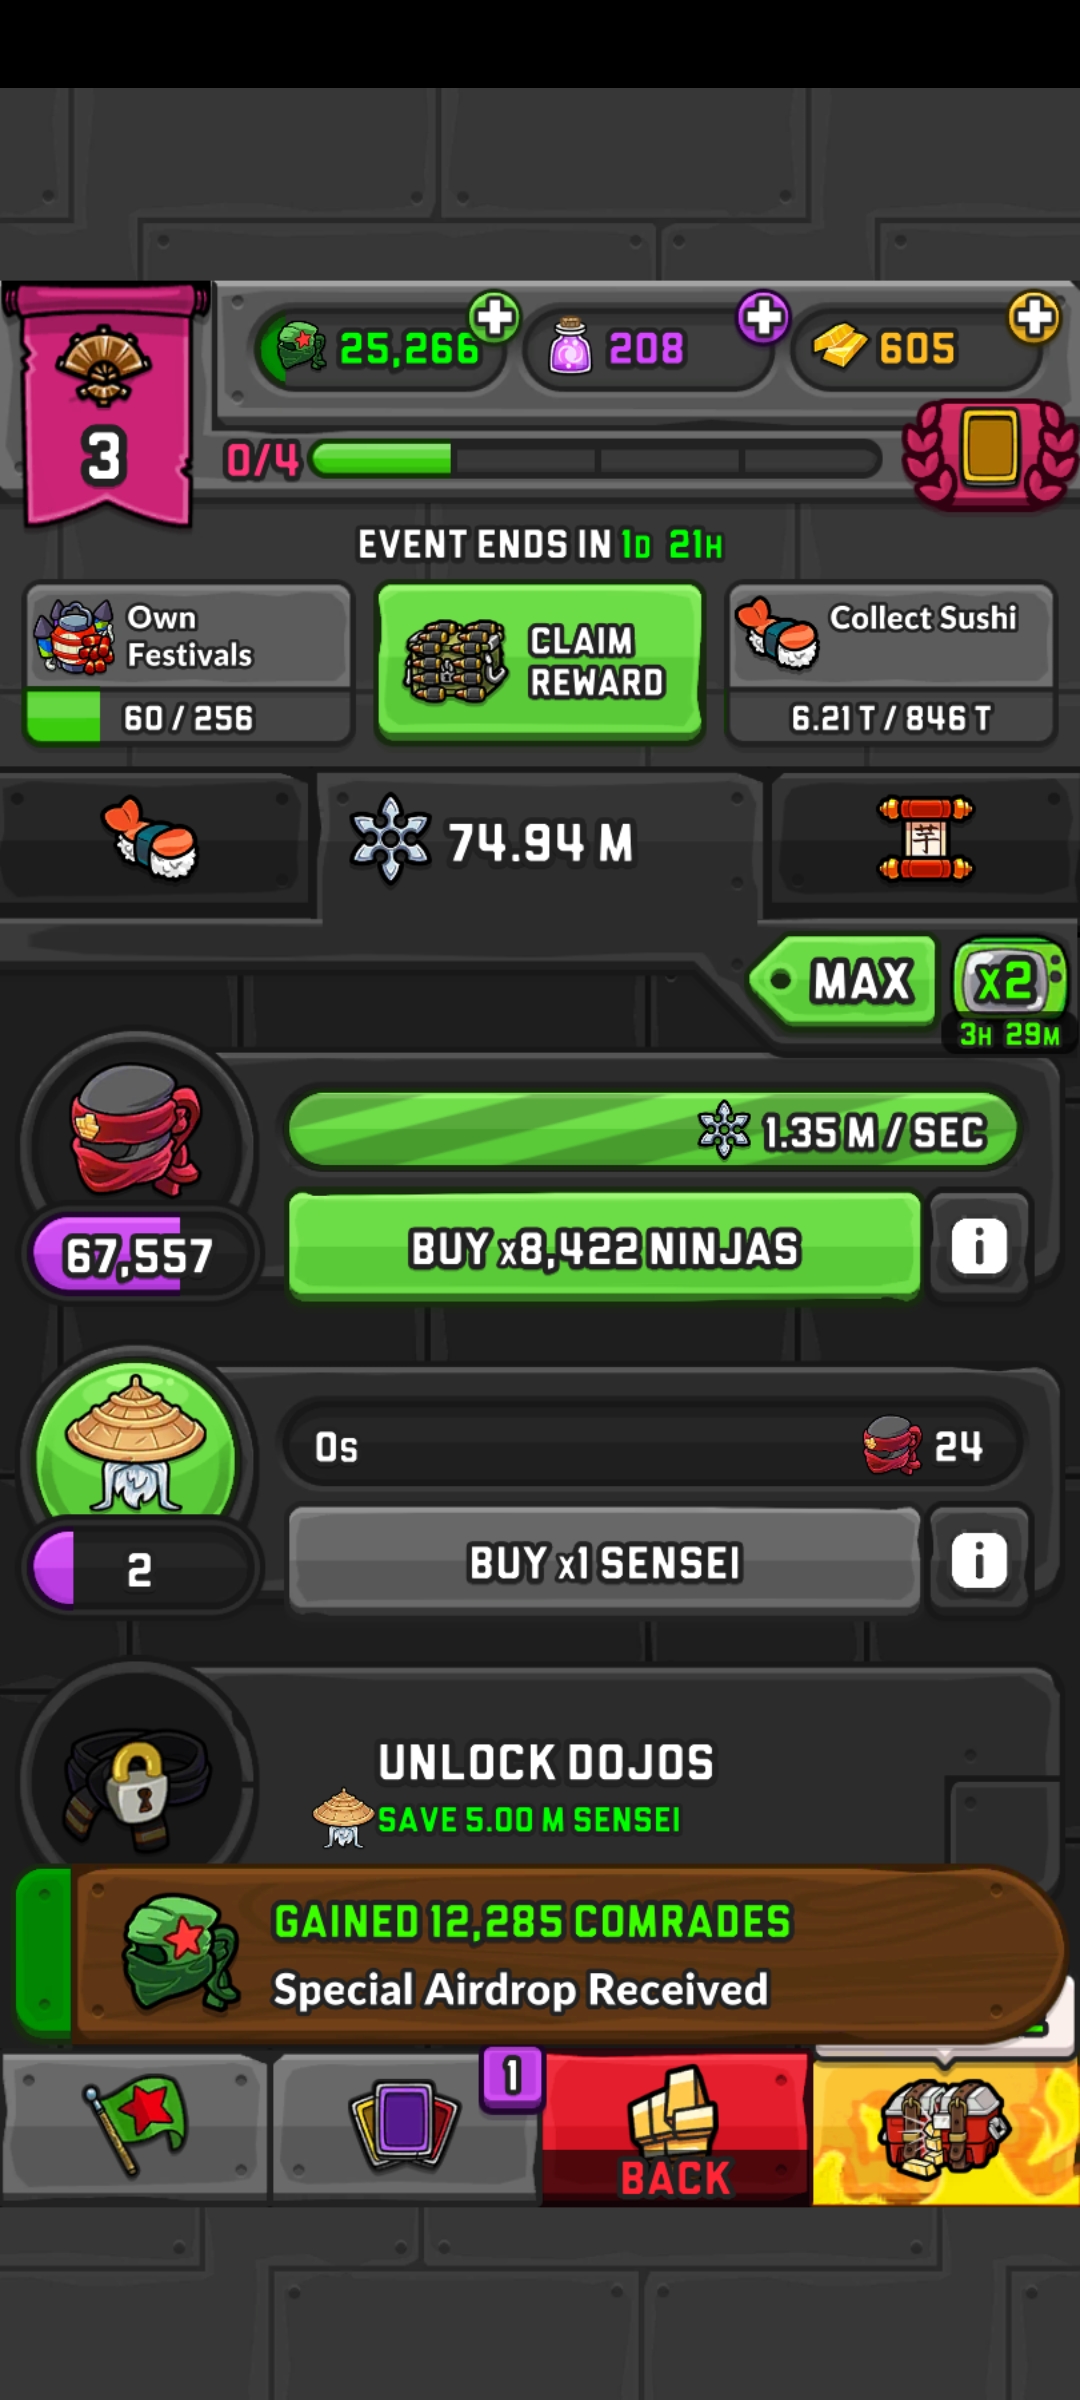 25,266
208
605
3
0/4
EVENT ENDS IN 1D 21H
Own
Festivals
60 / 256
CLAIM
REWARD
Collect Sushi
6.21 T / 846 T
74.94 M
芋
MAX
x2
3H 29M
1.35 M / SEC
67,557
BUY x8,422 NINJAS
i
0s
24
2
BUY x1 SENSEI
i
UNLOCK DOJOS
SAVE 5.00 M SENSEI
GAINED 12,285 COMRADES
Special Airdrop Received
1
BACK